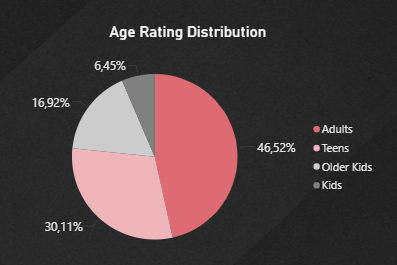 Age Rating Distribution
6,45%
16,92%
46,52%
30,11%
Adults
Teens
Older Kids
Kids